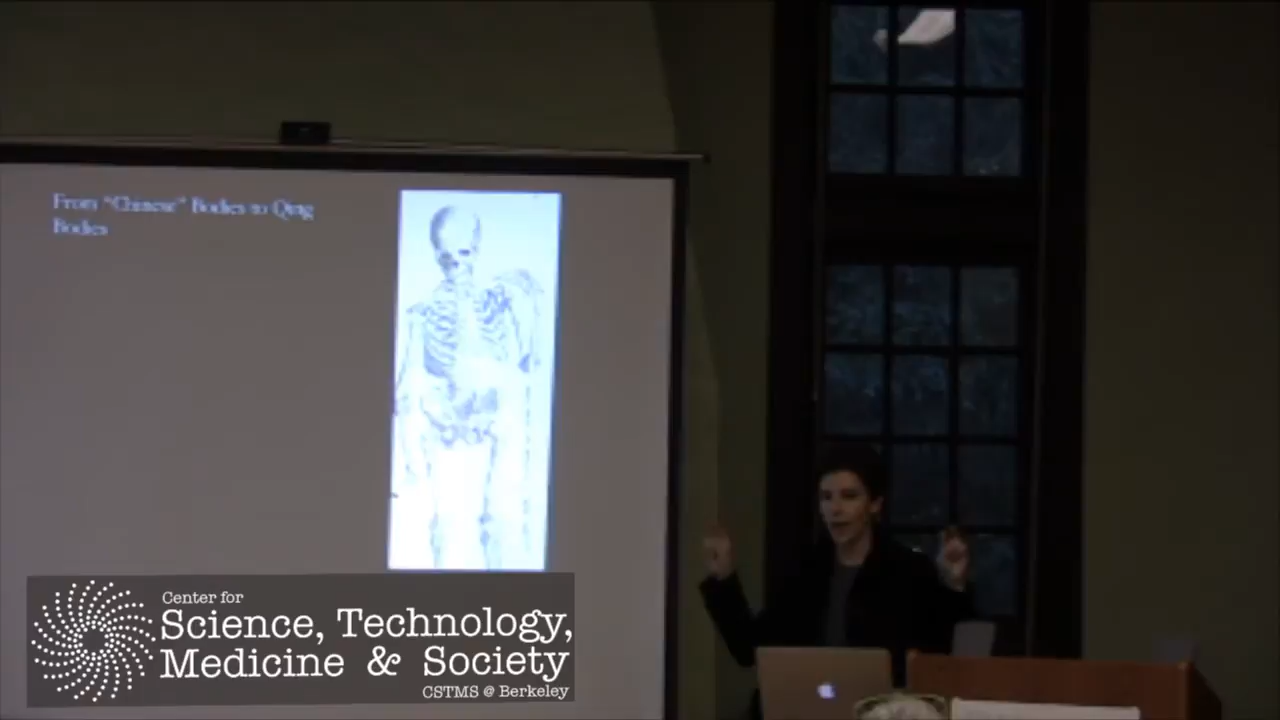 From "Chinese" Bodies to Qing
Bodies
Center for
Science, Technology,
Medicine & Society
CSTMS @ Berkeley